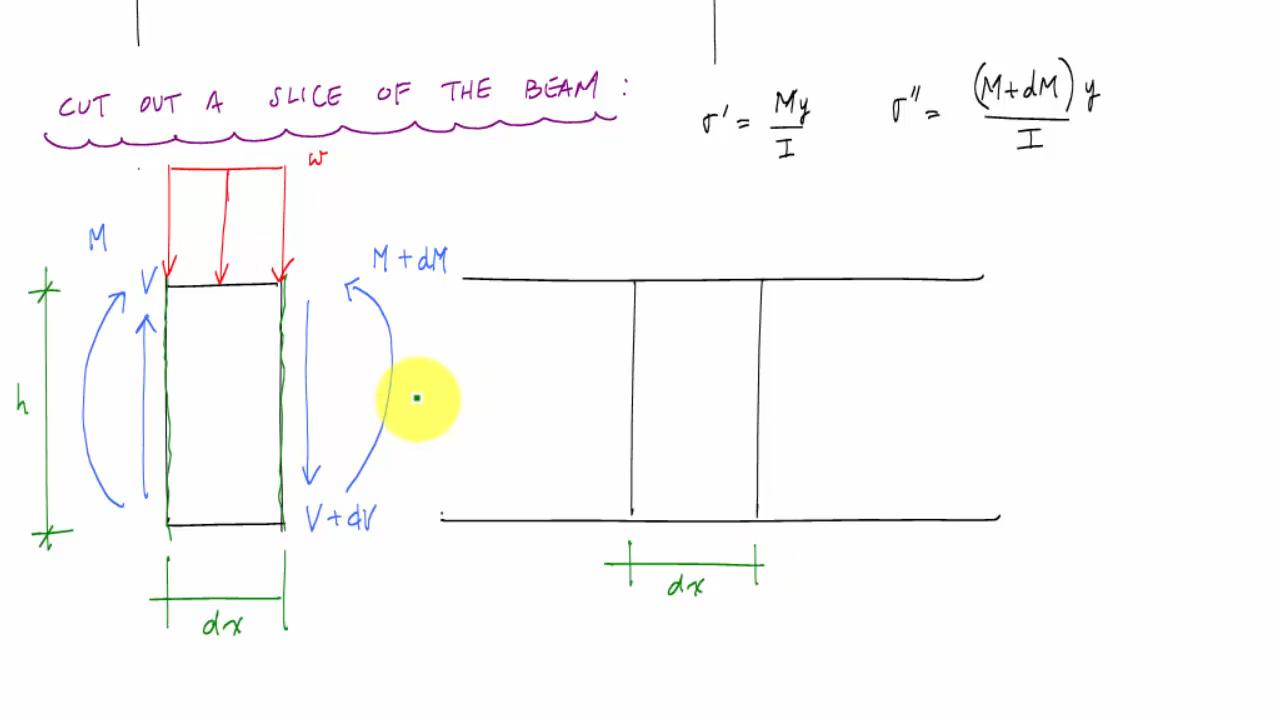 CUT OUT A SLICE OF THE BEAM :
σ' = My/I
σ" = (M+dM)y/I
w
M
V
M + dM
h
V + dV
dx
dx